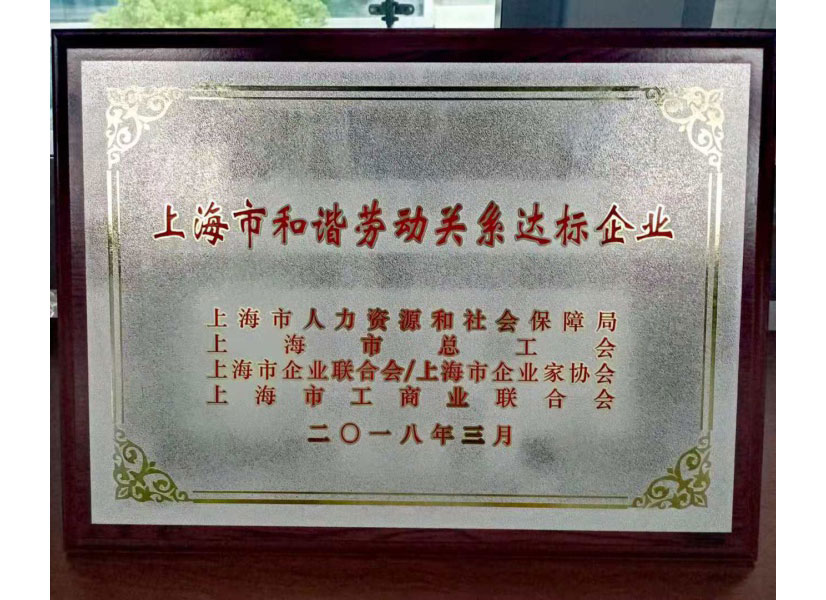 上海市和谐劳动关系达标企业
上海市人力资源和社会保障局
上海市总工会
上海市企业联合会/上海市企业家协会
上海市工商业联合会
二〇一八年三月